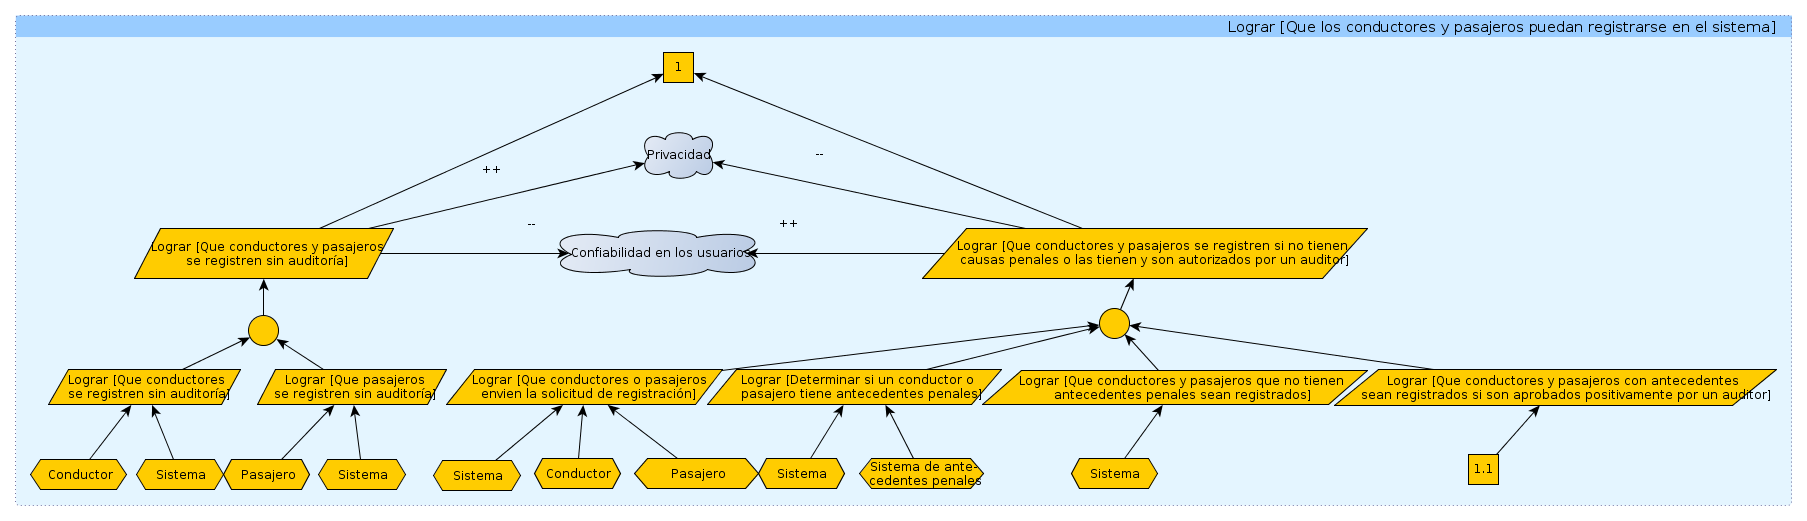 Lograr [Que los conductores y pasajeros puedan registrarse en el sistema]
1
Privacidad
++
--
--
++
Confiabilidad en los usuarios
Lograr [Que conductores y pasajeros
se registren sin auditoría]
Lograr [Que conductores y pasajeros se registren si no tienen
causas penales o las tienen y son autorizados por un auditor]
Lograr [Que conductores
se registren sin auditoría]
Lograr [Que pasajeros
se registren sin auditoría]
Lograr [Que conductores o pasajeros
envien la solicitud de registración]
Lograr [Determinar si un conductor o
pasajero tiene antecedentes penales]
Lograr [Que conductores y pasajeros que no tienen
antecedentes penales sean registrados]
Lograr [Que conductores y pasajeros con antecedentes
sean registrados si son aprobados positivamente por un auditor]
Conductor
Sistema
Pasajero
Sistema
Sistema
Conductor
Pasajero
Sistema
Sistema de ante-
cedentes penales
Sistema
1.1